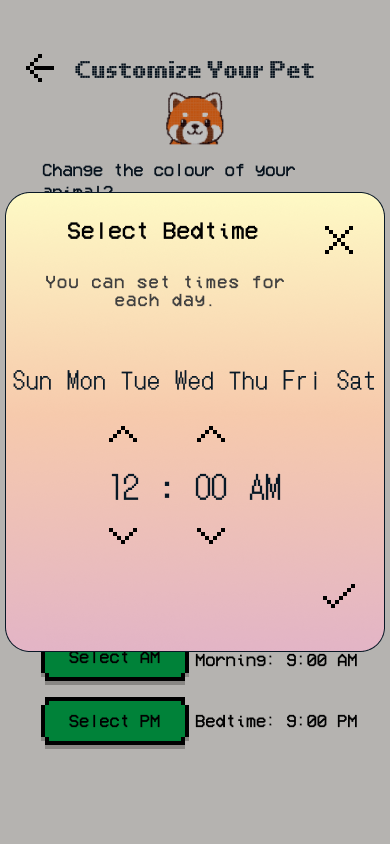 Customize Your Pet
Change the colour of your
animal?
Select Bedtime
You can set times for
each day.
Sun Mon Tue Wed Thu Fri Sat
12 : 00 AM
Select AM Morning: 9:00 AM
Select PM Bedtime: 9:00 PM